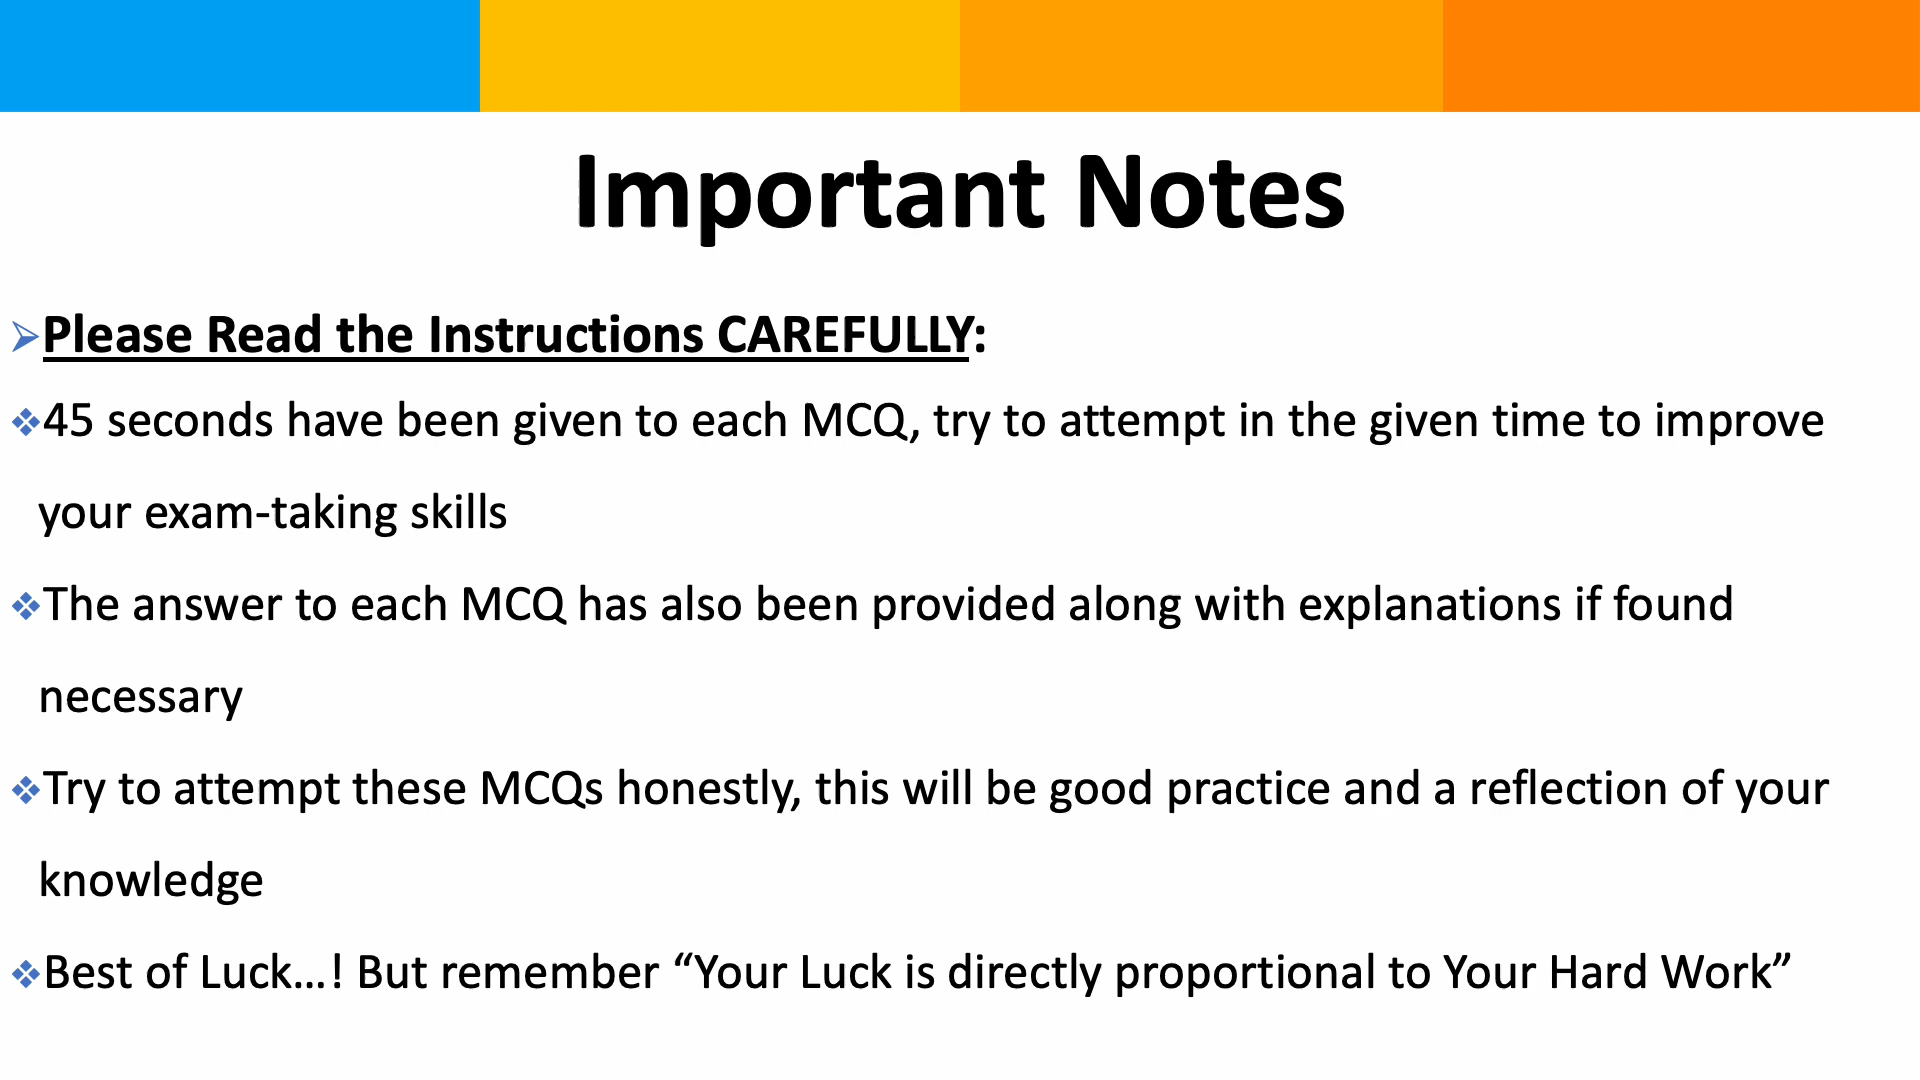 Important Notes
➢Please Read the Instructions CAREFULLY:
❖45 seconds have been given to each MCQ, try to attempt in the given time to improve
your exam-taking skills
❖The answer to each MCQ has also been provided along with explanations if found
necessary
❖Try to attempt these MCQs honestly, this will be good practice and a reflection of your
knowledge
❖Best of Luck…! But remember “Your Luck is directly proportional to Your Hard Work”